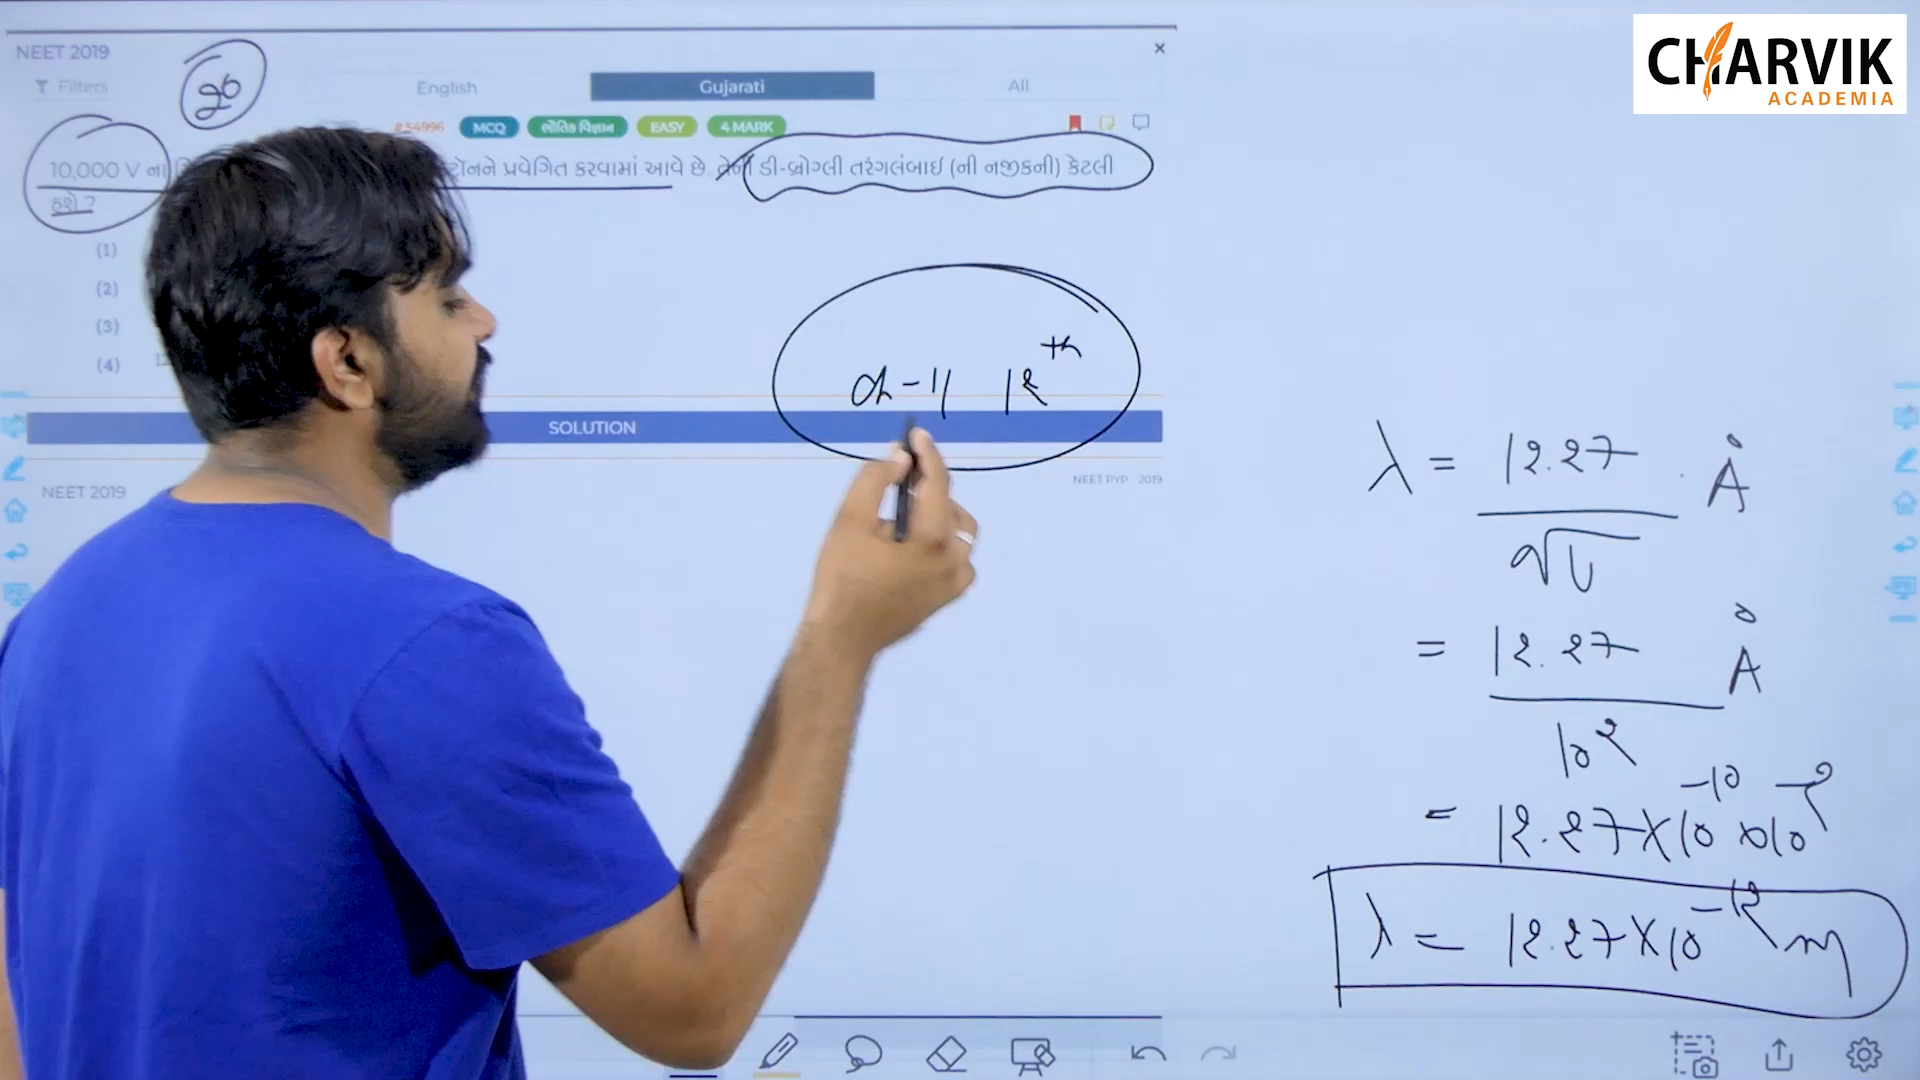 CHARVIK
ACADEMIA
NEET 2019
Filters
English
Gujarati
All
#54996
MCQ
ભૌતિક વિજ્ઞાન
EASY
4 MARK
10,000 V ના
પ્રવેગિત કરવામાં આવે છે. તેની ડી-બ્રોગ્લી તરંગલંબાઇ (ની નજીકની) કેટલી
હશે ?
(1)
(2)
(3)
(4)
12th
SOLUTION
NEET 2019
NEET PYP 2019
λ = 12.27 / √V Å
= 12.27 / 10² Å
= 12.27 × 10⁻¹⁰ × 10⁻²
λ = 12.27 × 10⁻¹² m